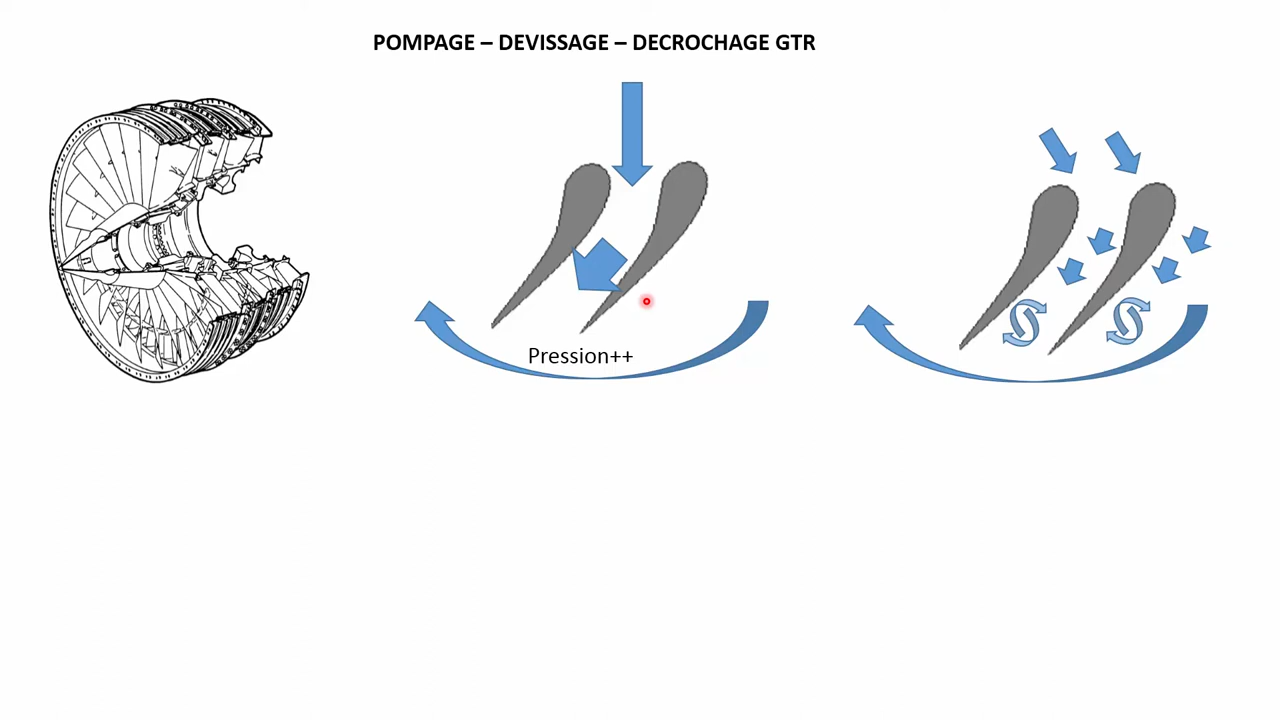 POMPAGE – DEVISSAGE – DECROCHAGE GTR
Pression++